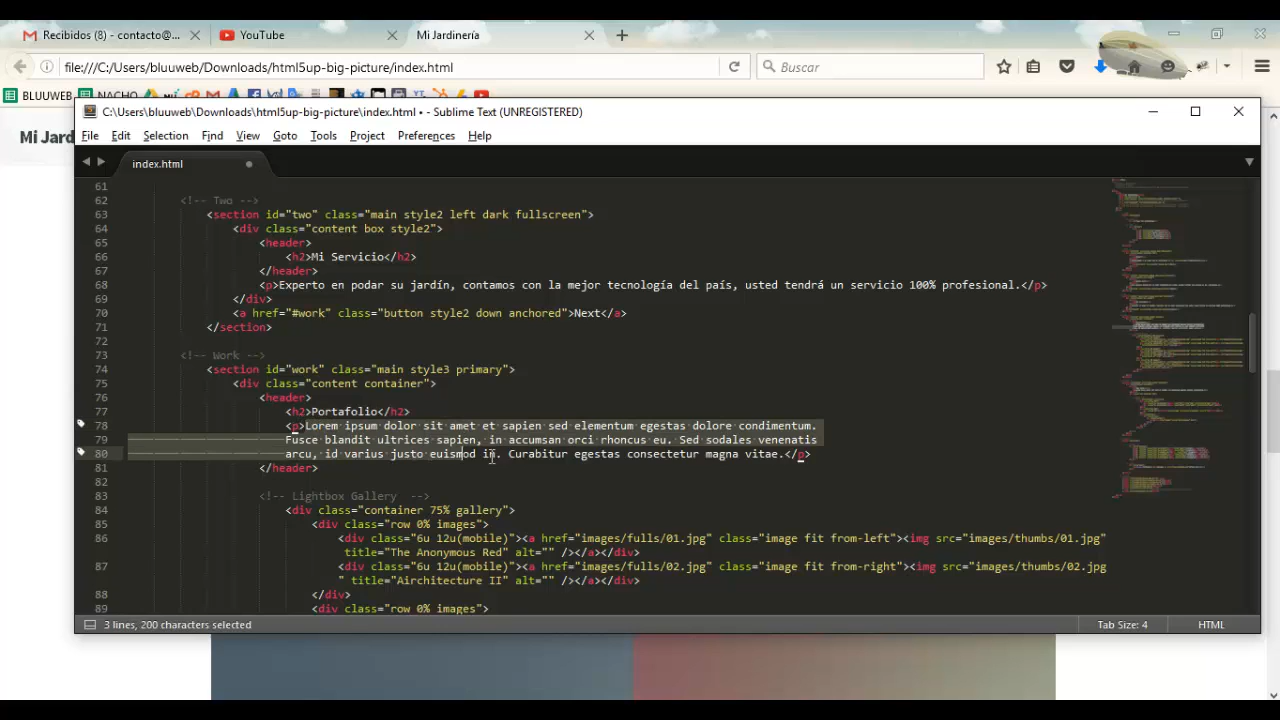 Recibidos (8) - contacto@...
YouTube
Mi Jardinería
file:///C:/Users/bluuweb/Downloads/html5up-big-picture/index.html
Buscar
BLUUWEB
NACHO
Mi Jard
C:\Users\bluuweb\Downloads\html5up-big-picture\index.html • - Sublime Text (UNREGISTERED)
File Edit Selection Find View Goto Tools Project Preferences Help
index.html
61
62 <!-- Two -->
63 <section id="two" class="main style2 left dark fullscreen">
64 <div class="content box style2">
65 <header>
66 <h2>Mi Servicio</h2>
67 </header>
68 <p>Experto en podar su jardín, contamos con la mejor tecnología del país, usted tendrá un servicio 100% profesional.</p>
69 </div>
70 <a href="#work" class="button style2 down anchored">Next</a>
71 </section>
72
73 <!-- Work -->
74 <section id="work" class="main style3 primary">
75 <div class="content container">
76 <header>
77 <h2>Portafolio</h2>
78 <p>Lorem ipsum dolor sit amet et sapien sed elementum egestas dolore condimentum.
79 Fusce blandit ultrices sapien, in accumsan orci rhoncus eu. Sed sodales venenatis
80 arcu, id varius justo euismod in. Curabitur egestas consectetur magna vitae.</p>
81 </header>
82
83 <!-- Lightbox Gallery -->
84 <div class="container 75% gallery">
85 <div class="row 0% images">
86 <div class="6u 12u(mobile)"><a href="images/fulls/01.jpg" class="image fit from-left"><img src="images/thumbs/01.jpg"
title="The Anonymous Red" alt="" /></a></div>
87 <div class="6u 12u(mobile)"><a href="images/fulls/02.jpg" class="image fit from-right"><img src="images/thumbs/02.jpg
" title="Airchitecture II" alt="" /></a></div>
88 </div>
89 <div class="row 0% images">
3 lines, 200 characters selected
Tab Size: 4
HTML